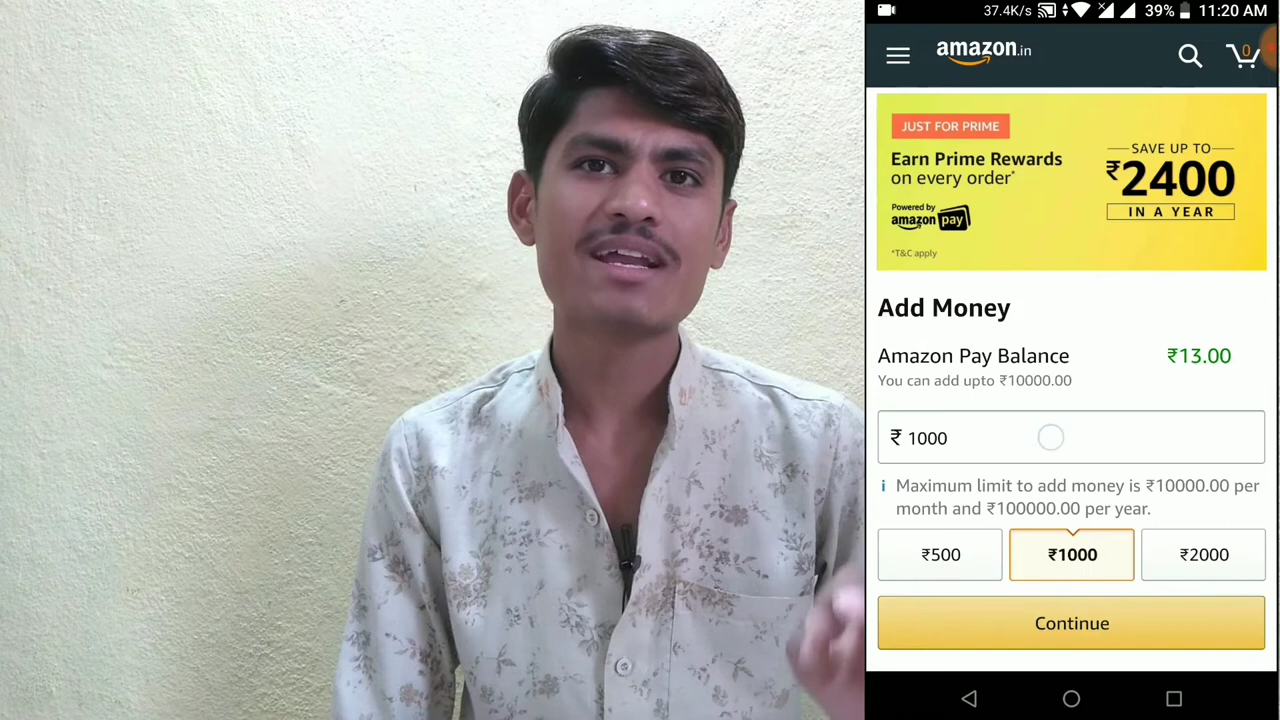 37.4K/s 39% 11:20 AM
amazon.in 0
JUST FOR PRIME
Earn Prime Rewards
on every order*
Powered by
amazon pay
*T&C apply
SAVE UP TO
₹2400
IN A YEAR
Add Money
Amazon Pay Balance ₹13.00
You can add upto ₹10000.00
₹ 1000
i Maximum limit to add money is ₹10000.00 per
month and ₹100000.00 per year.
₹500 ₹1000 ₹2000
Continue